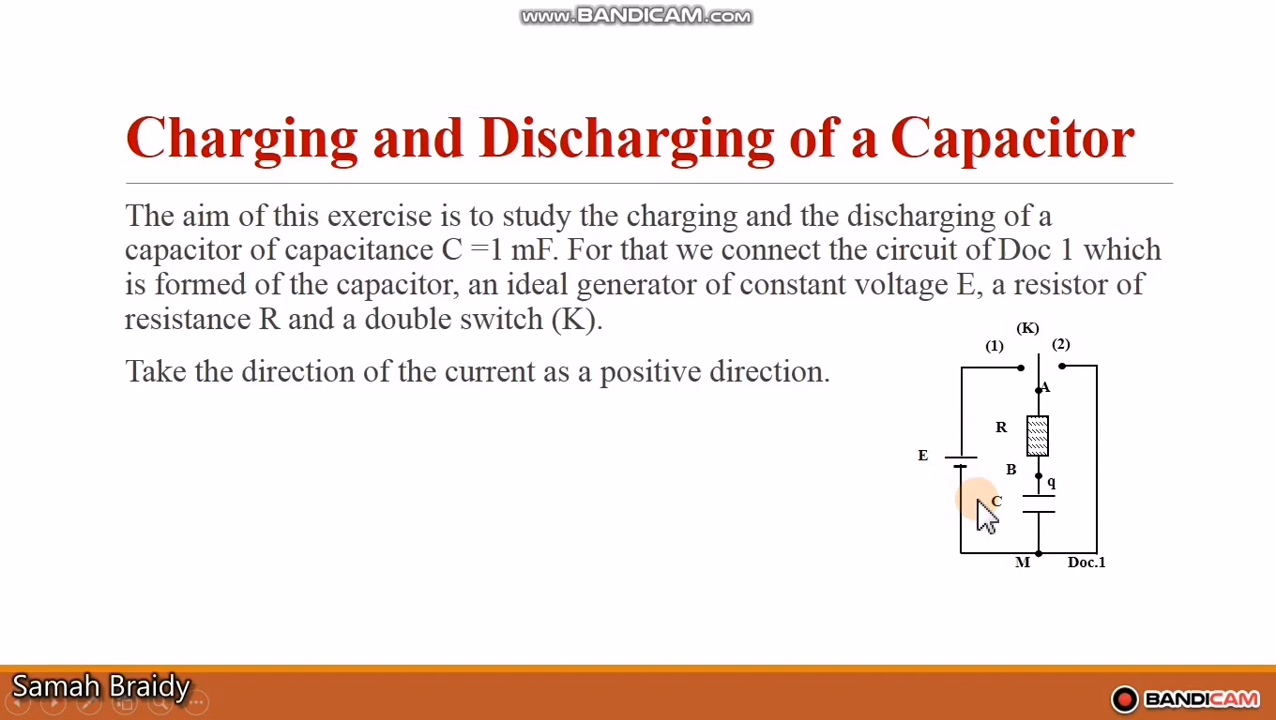 www.BANDICAM.com
Charging and Discharging of a Capacitor
The aim of this exercise is to study the charging and the discharging of a
capacitor of capacitance C =1 mF. For that we connect the circuit of Doc 1 which
is formed of the capacitor, an ideal generator of constant voltage E, a resistor of
resistance R and a double switch (K).
Take the direction of the current as a positive direction.
(K)
(1)
(2)
A
R
E
B
q
C
M
Doc.1
Samah Braidy
BANDICAM